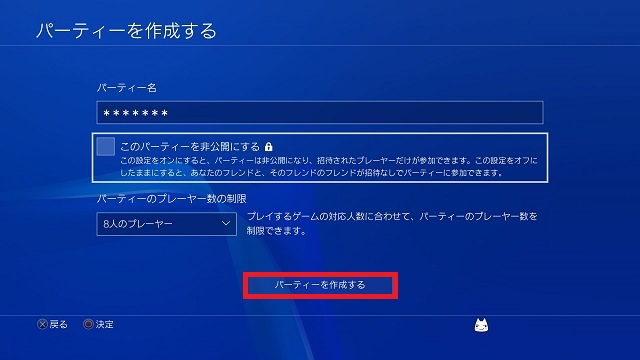 パーティーを作成する
パーティー名
*******
このパーティーを非公開にする
この設定をオンにすると、パーティーは非公開になり、招待されたプレーヤーだけが参加できます。この設定をオフに
したままにすると、あなたのフレンドと、そのフレンドのフレンドが招待なしでパーティーに参加できます。
パーティーのプレーヤー数の制限
8人のプレーヤー
プレイするゲームの対応人数に合わせて、パーティーのプレーヤー数を
制限できます。
パーティーを作成する
戻る 決定